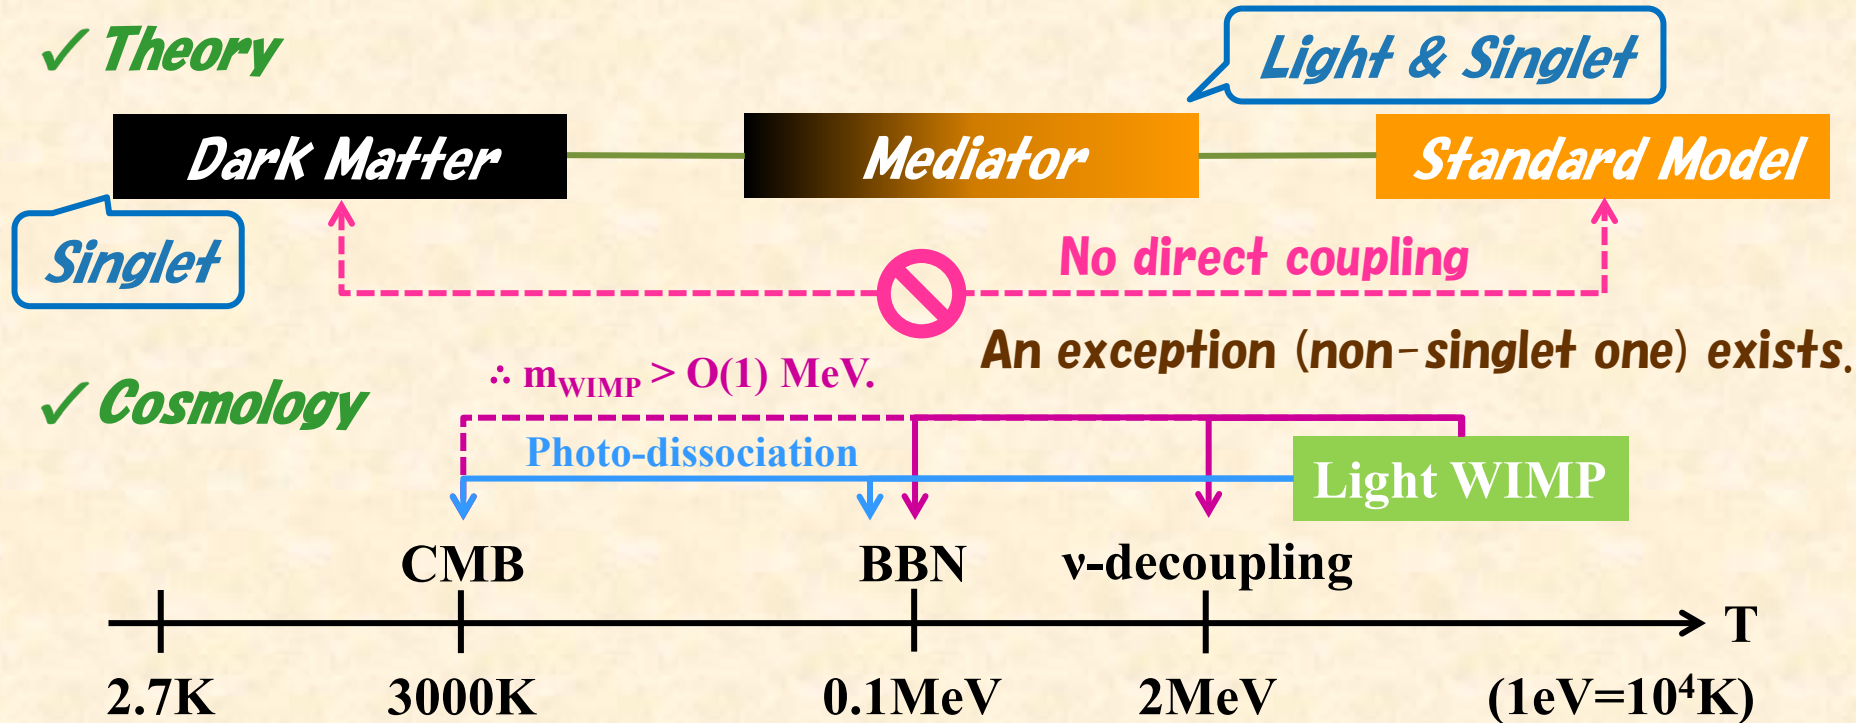 ✓ Theory
Light & Singlet
Dark Matter
Mediator
Standard Model
Singlet
No direct coupling
An exception (non-singlet one) exists.
∴ mWIMP > O(1) MeV.
✓ Cosmology
Photo-dissociation
Light WIMP
CMB
BBN
ν-decoupling
T
2.7K
3000K
0.1MeV
2MeV
(1eV=10⁴K)